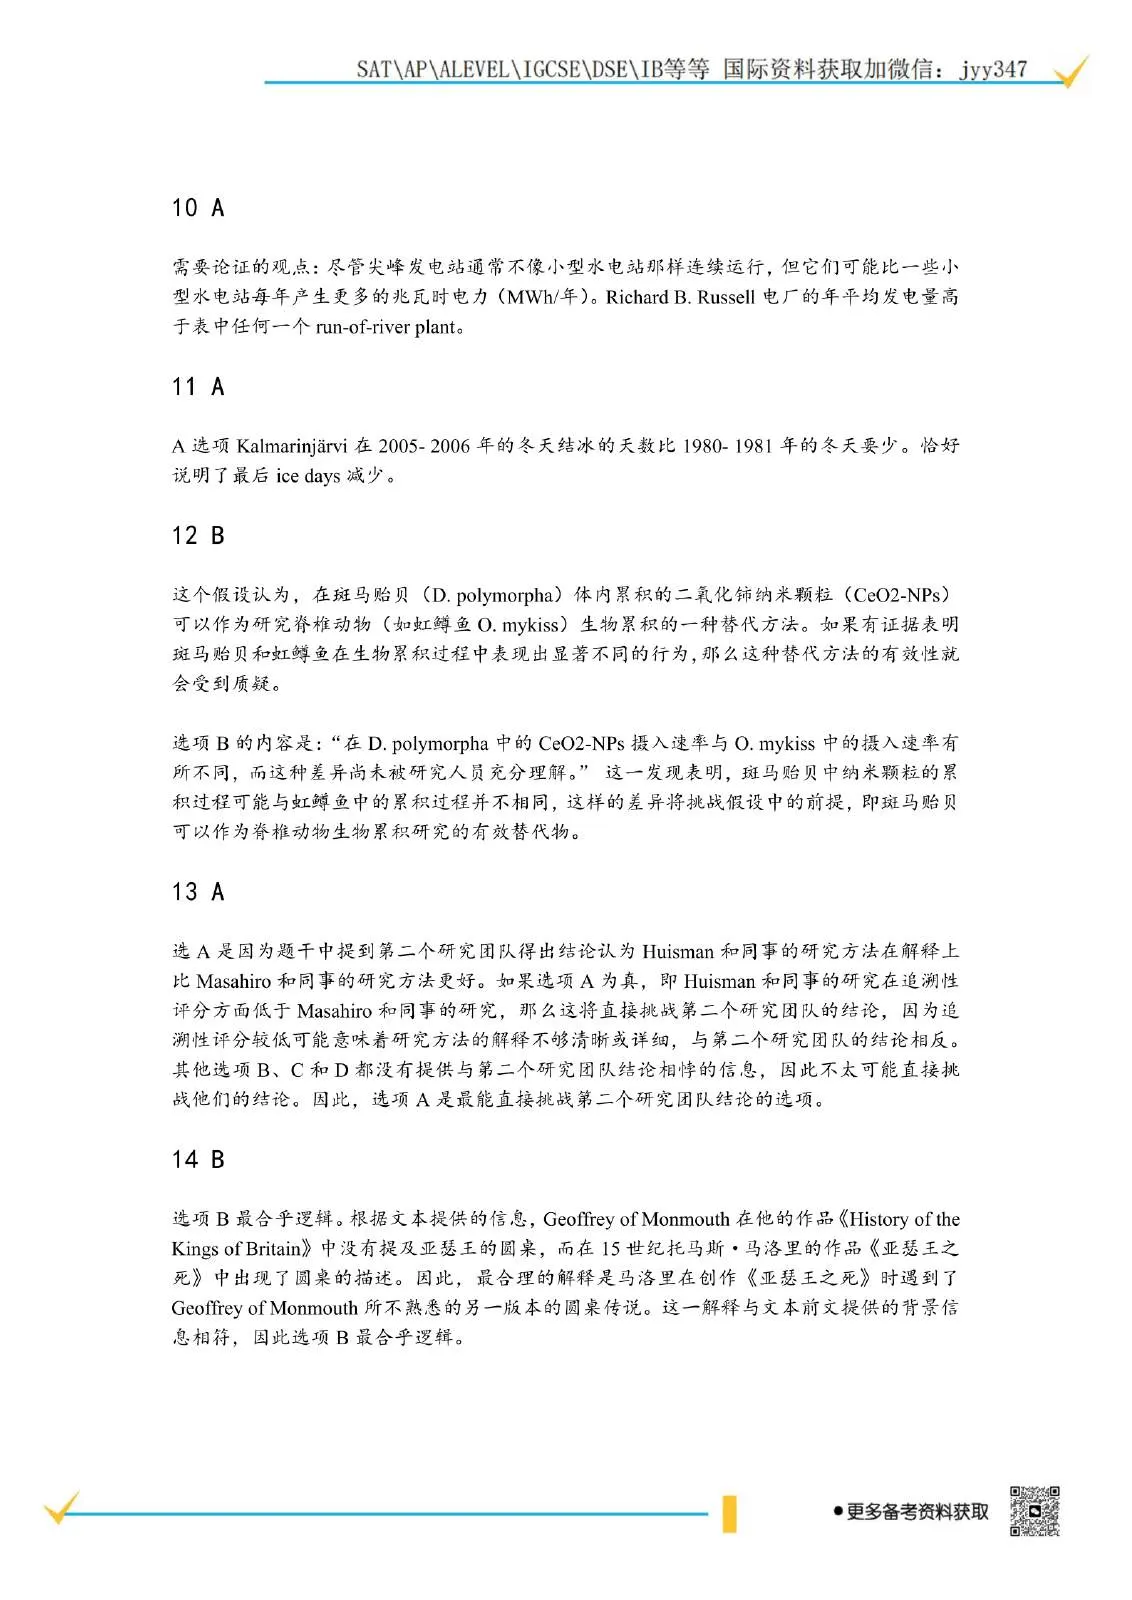 SAT\AP\ALEVEL\IGCSE\DSE\IB等等 国际资料获取加微信：jyy347
10 A
需要论证的观点：尽管尖峰发电站通常不像小型水电站那样连续运行，但它们可能比一些小
型水电站每年产生更多的兆瓦时电力（MWh/年）。Richard B. Russell 电厂的年平均发电量高
于表中任何一个 run-of-river plant。
11 A
A 选项 Kalmarinjärvi 在 2005- 2006 年的冬天结冰的天数比 1980- 1981 年的冬天要少。恰好
说明了最后 ice days 减少。
12 B
这个假设认为，在斑马贻贝（D. polymorpha）体内累积的二氧化铈纳米颗粒（CeO2-NPs）
可以作为研究脊椎动物（如虹鳟鱼 O. mykiss）生物累积的一种替代方法。如果有证据表明
斑马贻贝和虹鳟鱼在生物累积过程中表现出显著不同的行为，那么这种替代方法的有效性就
会受到质疑。
选项 B 的内容是：“在 D. polymorpha 中的 CeO2-NPs 摄入速率与 O. mykiss 中的摄入速率有
所不同，而这种差异尚未被研究人员充分理解。” 这一发现表明，斑马贻贝中纳米颗粒的累
积过程可能与虹鳟鱼中的累积过程并不相同，这样的差异将挑战假设中的前提，即斑马贻贝
可以作为脊椎动物生物累积研究的有效替代物。
13 A
选 A 是因为题干中提到第二个研究团队得出结论认为 Huisman 和同事的研究方法在解释上
比 Masahiro 和同事的研究方法更好。如果选项 A 为真，即 Huisman 和同事的研究在追溯性
评分方面低于 Masahiro 和同事的研究，那么这将直接挑战第二个研究团队的结论，因为追
溯性评分较低可能意味着研究方法的解释不够清晰或详细，与第二个研究团队的结论相反。
其他选项 B、C 和 D 都没有提供与第二个研究团队结论相悖的信息，因此不太可能直接挑
战他们的结论。因此，选项 A 是最能直接挑战第二个研究团队结论的选项。
14 B
选项 B 最合乎逻辑。根据文本提供的信息，Geoffrey of Monmouth 在他的作品《History of the
Kings of Britain》中没有提及亚瑟王的圆桌，而在 15 世纪托马斯·马洛里的作品《亚瑟王之
死》中出现了圆桌的描述。因此，最合理的解释是马洛里在创作《亚瑟王之死》时遇到了
Geoffrey of Monmouth 所不熟悉的另一版本的圆桌传说。这一解释与文本前文提供的背景信
息相符，因此选项 B 最合乎逻辑。
●更多备考资料获取